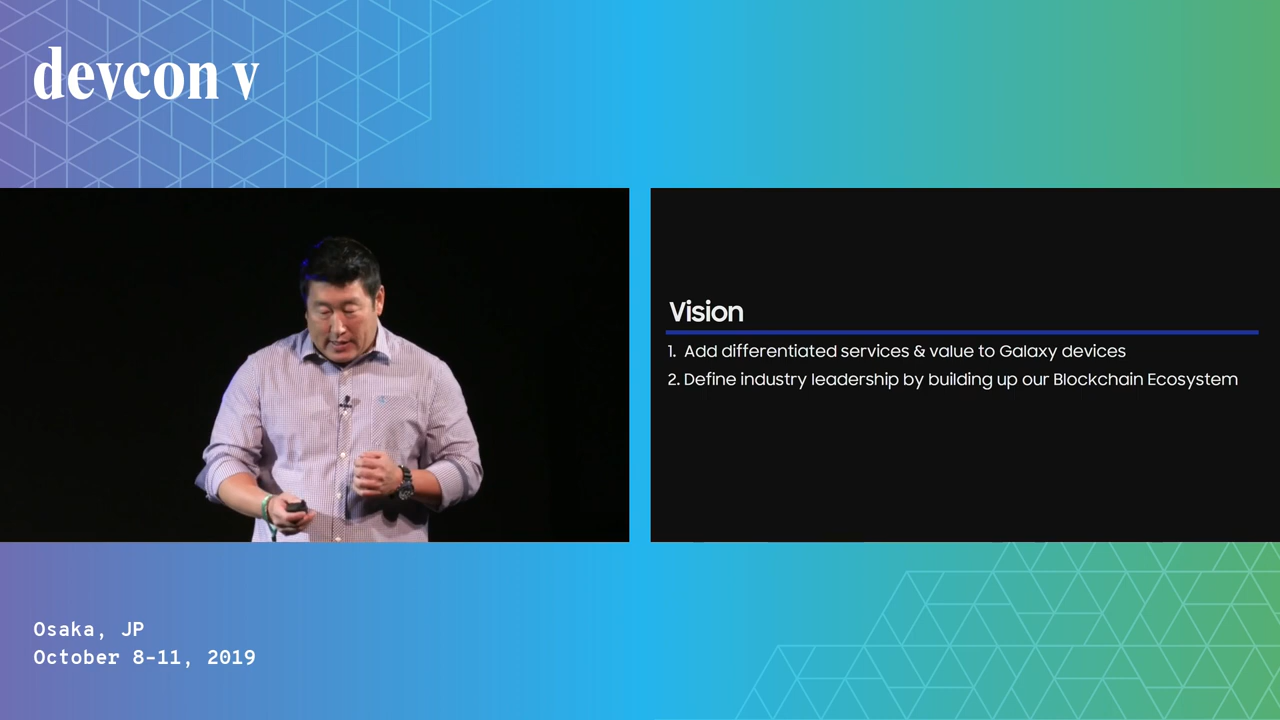 devcon v
Vision
1. Add differentiated services & value to Galaxy devices
2. Define industry leadership by building up our Blockchain Ecosystem
Osaka, JP
October 8-11, 2019